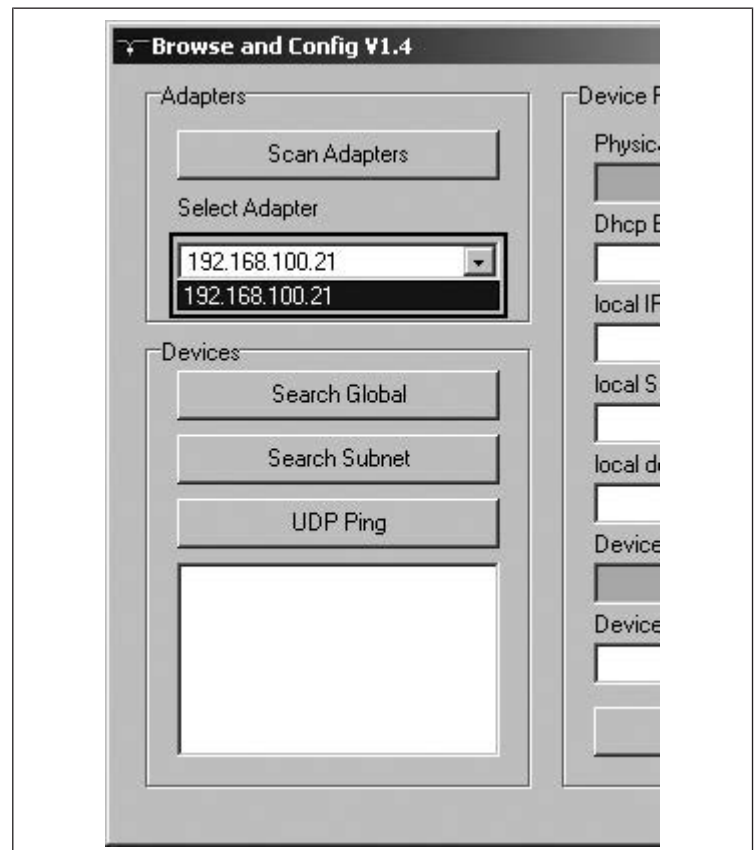 Browse and Config V1.4
Adapters
Scan Adapters
Select Adapter
192.168.100.21
192.168.100.21
Devices
Search Global
Search Subnet
UDP Ping
Device
Dhcp
local
local
local
Device
Device